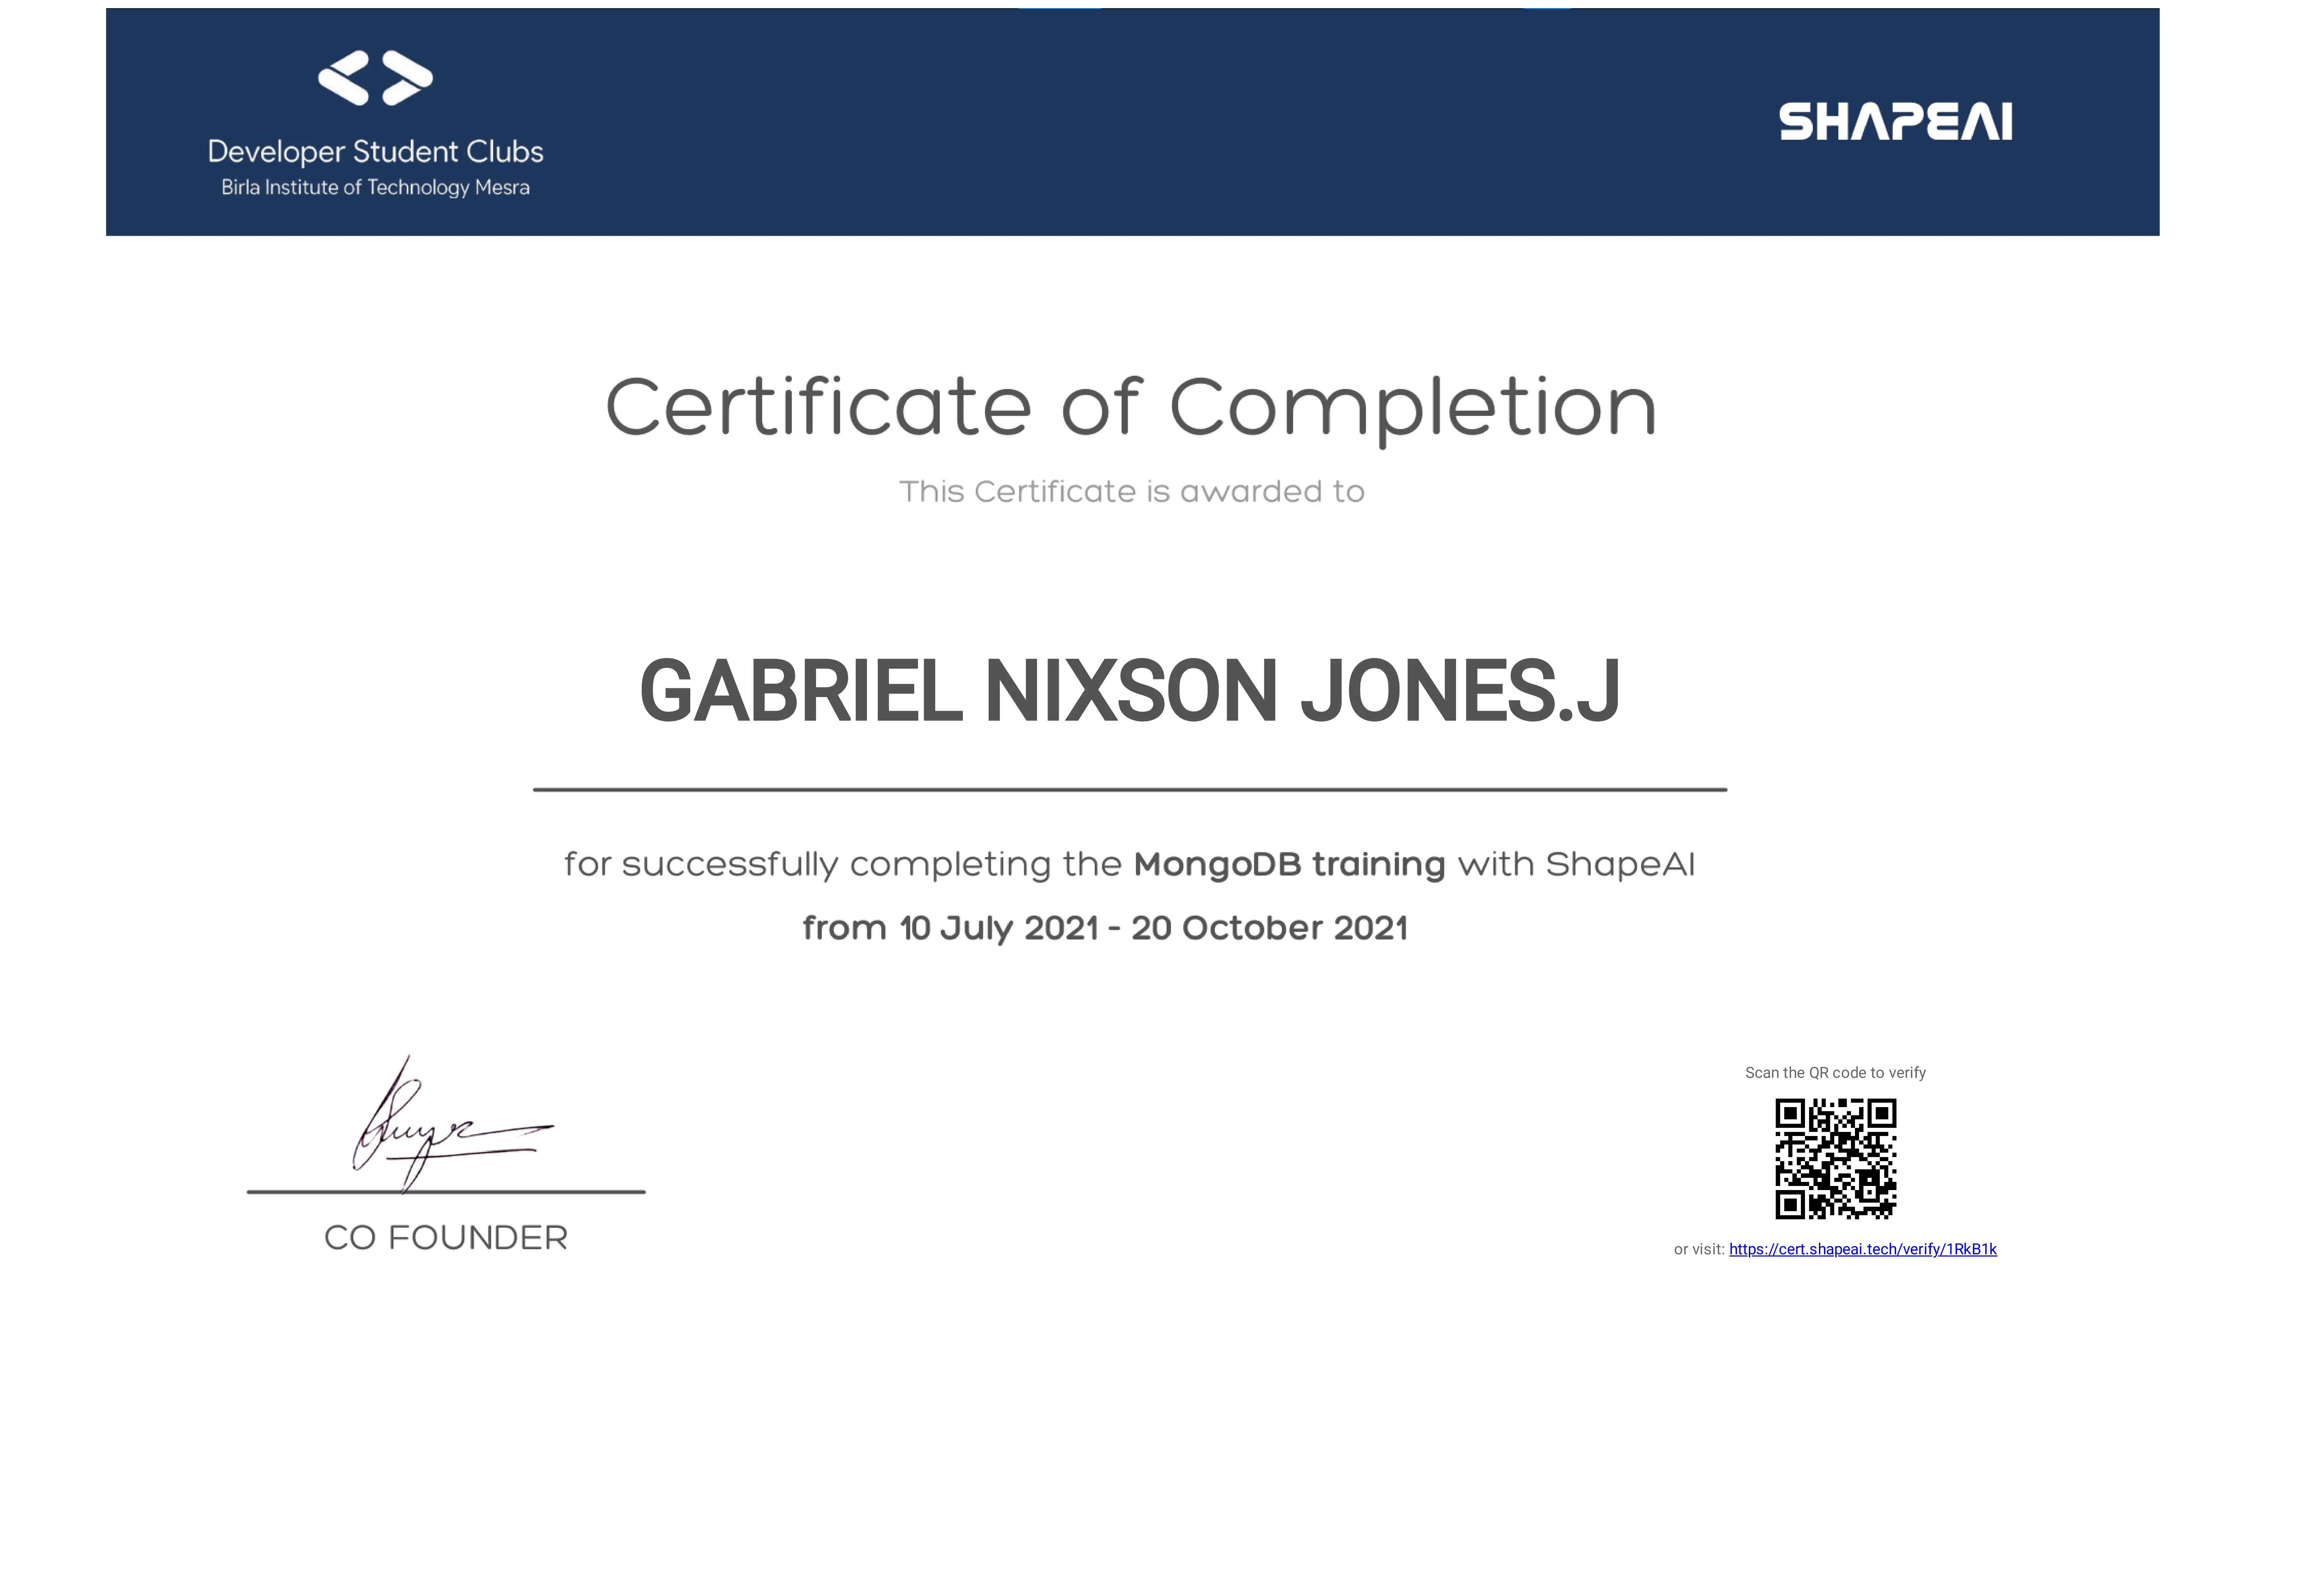 Developer Student Clubs
Birla Institute of Technology Mesra
SHAPEAI
Certificate of Completion
This Certificate is awarded to
GABRIEL NIXSON JONES.J
for successfully completing the MongoDB training with ShapeAI
from 10 July 2021 - 20 October 2021
CO FOUNDER
Scan the QR code to verify
or visit: https://cert.shapeai.tech/verify/1RkB1k